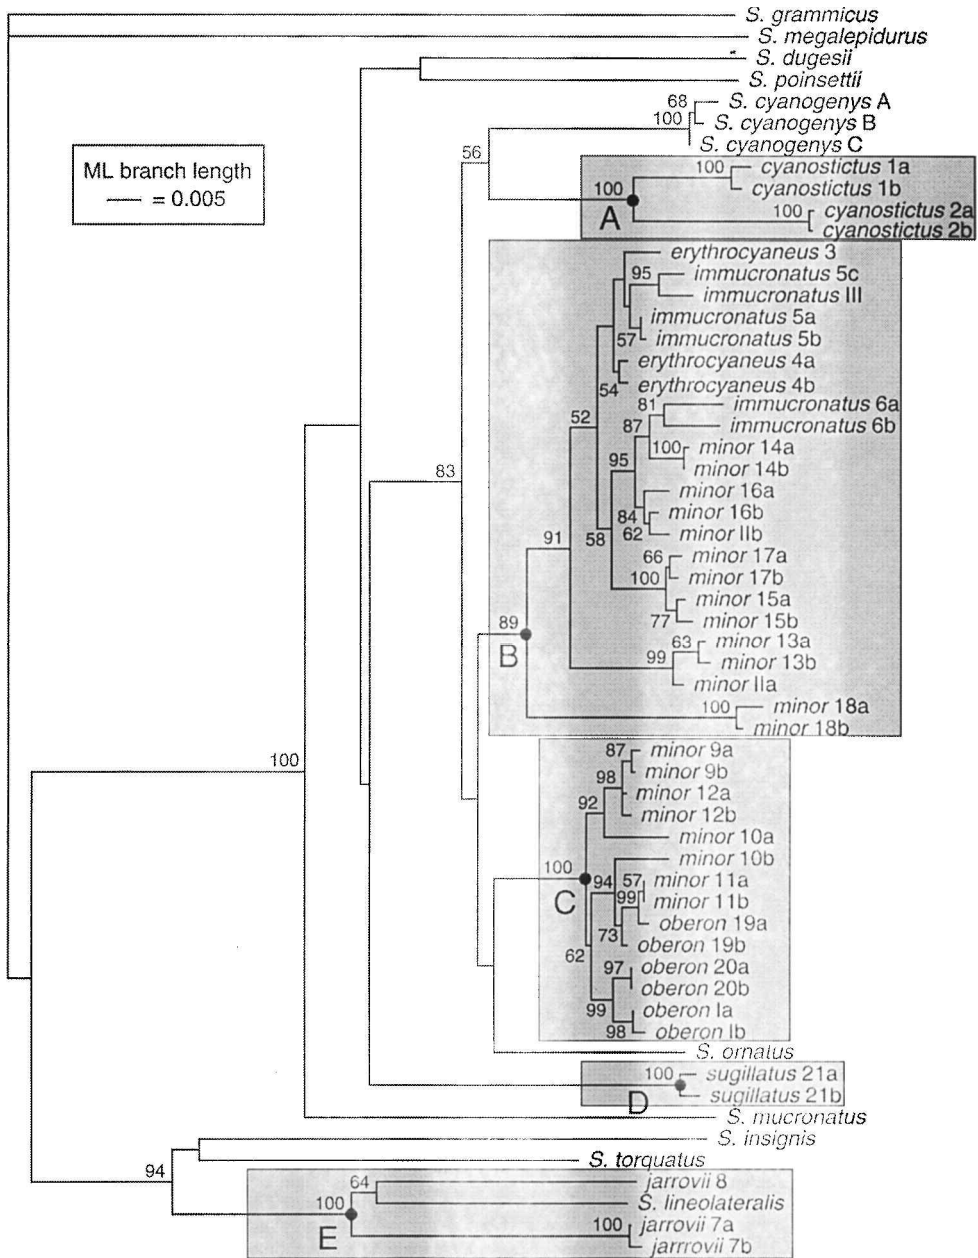 S. grammicus
S. megalepidurus
S. dugesii
S. poinsettii
68 S. cyanogenys A
100 S. cyanogenys B
S. cyanogenys C
56
ML branch length
— = 0.005
100 cyanostictus 1a
cyanostictus 1b
100
A
100 cyanostictus 2a
cyanostictus 2b
erythrocyaneus 3
95 immucronatus 5c
immucronatus III
immucronatus 5a
57 immucronatus 5b
erythrocyaneus 4a
54 erythrocyaneus 4b
81 immucronatus 6a
87 immucronatus 6b
52
100 minor 14a
minor 14b
95
83
minor 16a
84 minor 16b
62 minor IIb
58
91
66 minor 17a
100 minor 17b
minor 15a
77 minor 15b
89
B
63 minor 13a
99 minor 13b
minor IIa
100 minor 18a
minor 18b
87 minor 9a
98 minor 9b
minor 12a
92 minor 12b
minor 10a
100
minor 10b
94 57 minor 11a
C 99 minor 11b
oberon 19a
73 oberon 19b
62
97 oberon 20a
oberon 20b
99 oberon Ia
98 oberon Ib
S. ornatus
100 sugillatus 21a
D sugillatus 21b
100
S. mucronatus
S. insignis
94
S. torquatus
64 jarrovii 8
100 S. lineolateralis
E
100 jarrovii 7a
jarrrovii 7b